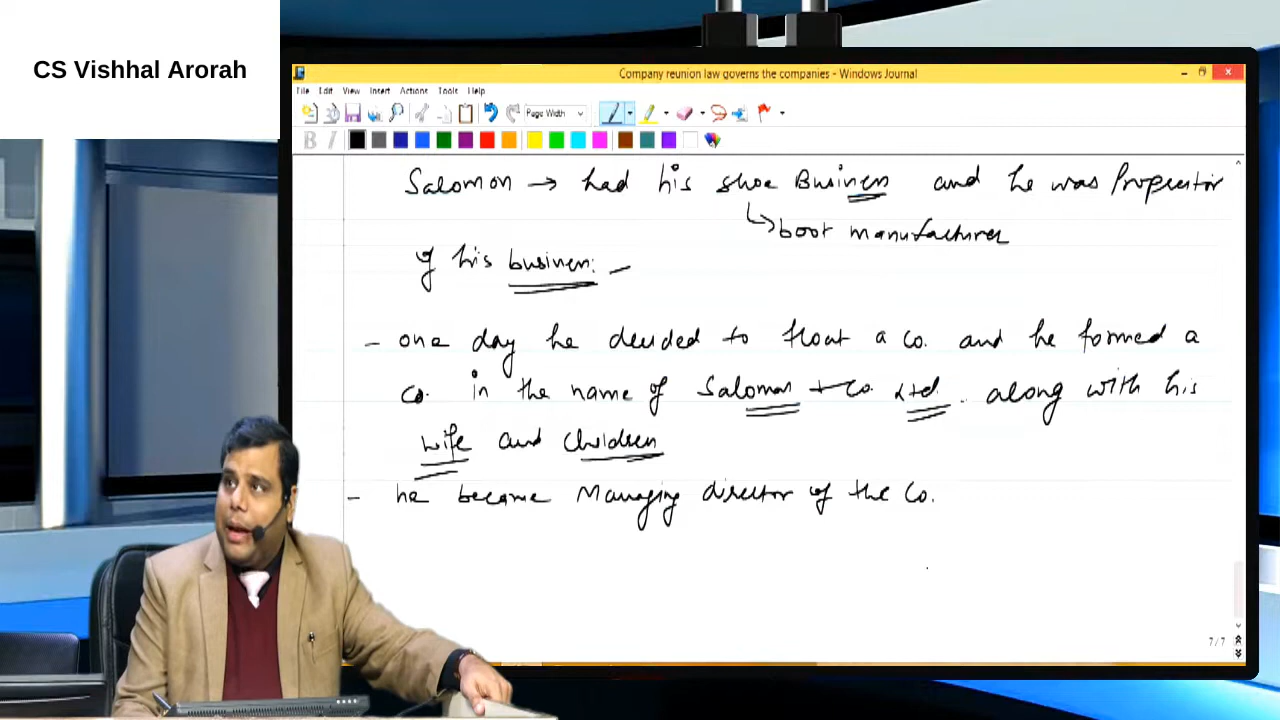 CS Vishhal Arorah
Company reunion law governs the companies - Windows Journal
File Edit View Insert Actions Tools Help
Page Width
B I
Salomon → had his shoe Business and he was Propreitor
↳ boot manufacturer
of his business: –
- one day he decided to float a co. and he formed a
co. in the name of Salomon + Co. Ltd. along with his
wife and children
- he became Managing director of the Co.
7/7